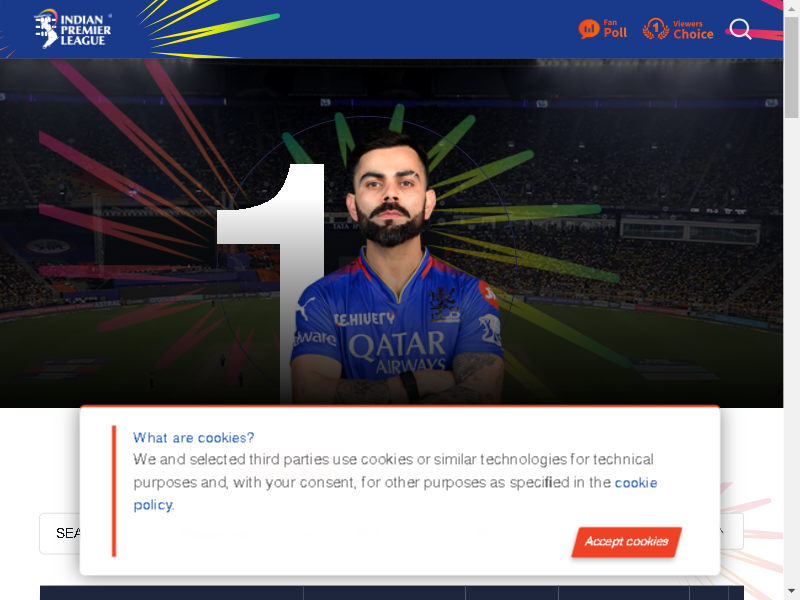 INDIAN
PREMIER
LEAGUE
Fan
Poll
Viewers
Choice
1
QATAR
AIRWAYS
What are cookies?
We and selected third parties use cookies or similar technologies for technical
purposes and, with your consent, for other purposes as specified in the cookie
policy.
Accept cookies